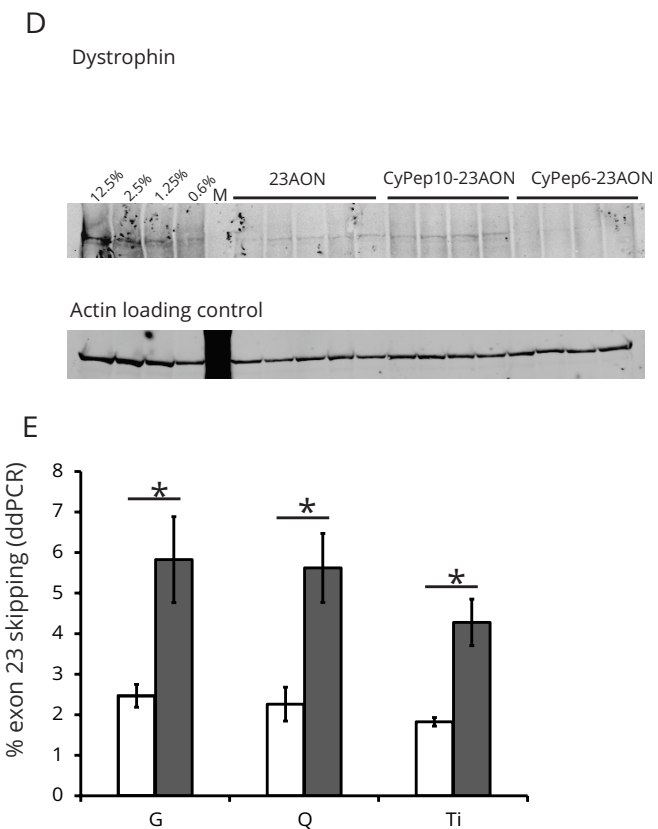 D
Dystrophin
12.5% 2.5% 1.25% 0.6% M 23AON CyPep10-23AON CyPep6-23AON
Actin loading control
E
% exon 23 skipping (ddPCR)
8
7
6
5
4
3
2
1
0
* * *
G Q Ti